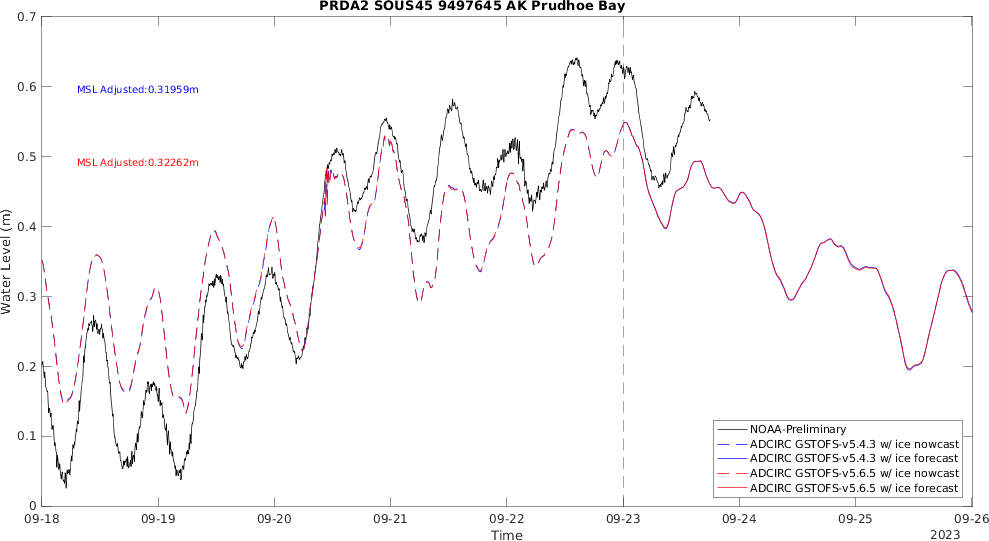 PRDA2 SOUS45 9497645 AK Prudhoe Bay
0.7
0.6
0.5
0.4
0.3
0.2
0.1
0
Water Level (m)
MSL Adjusted:0.31959m
MSL Adjusted:0.32262m
NOAA-Preliminary
ADCIRC GSTOFS-v5.4.3 w/ ice nowcast
ADCIRC GSTOFS-v5.4.3 w/ ice forecast
ADCIRC GSTOFS-v5.6.5 w/ ice nowcast
ADCIRC GSTOFS-v5.6.5 w/ ice forecast
09-18 09-19 09-20 09-21 09-22 09-23 09-24 09-25 09-26
Time
2023